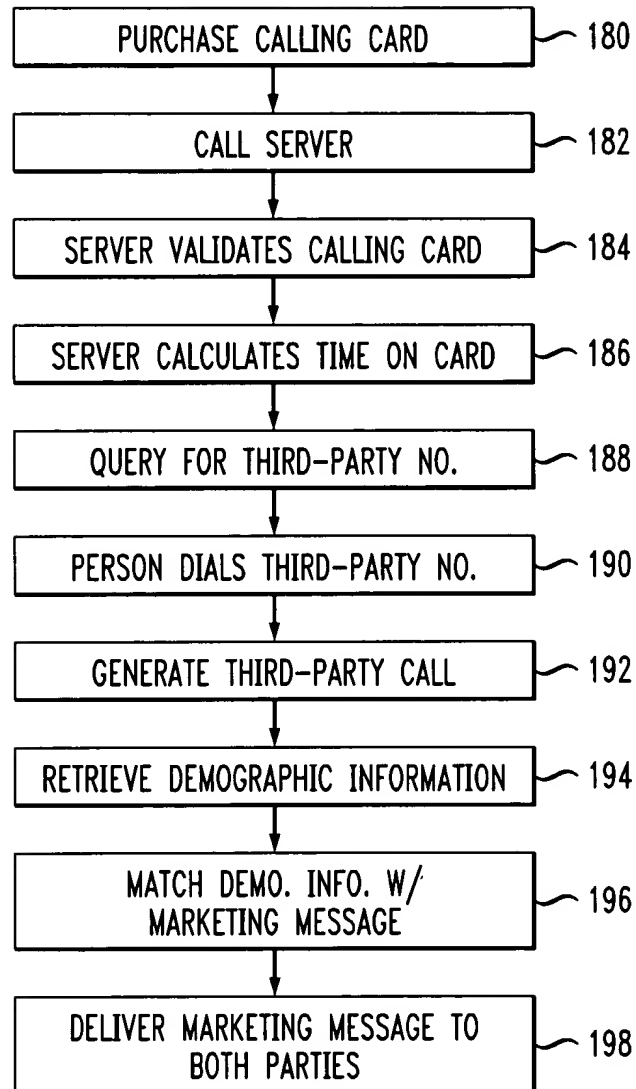 PURCHASE CALLING CARD 180
CALL SERVER 182
SERVER VALIDATES CALLING CARD 184
SERVER CALCULATES TIME ON CARD 186
QUERY FOR THIRD-PARTY NO. 188
PERSON DIALS THIRD-PARTY NO. 190
GENERATE THIRD-PARTY CALL 192
RETRIEVE DEMOGRAPHIC INFORMATION 194
MATCH DEMO. INFO. W/
MARKETING MESSAGE 196
DELIVER MARKETING MESSAGE TO
BOTH PARTIES 198